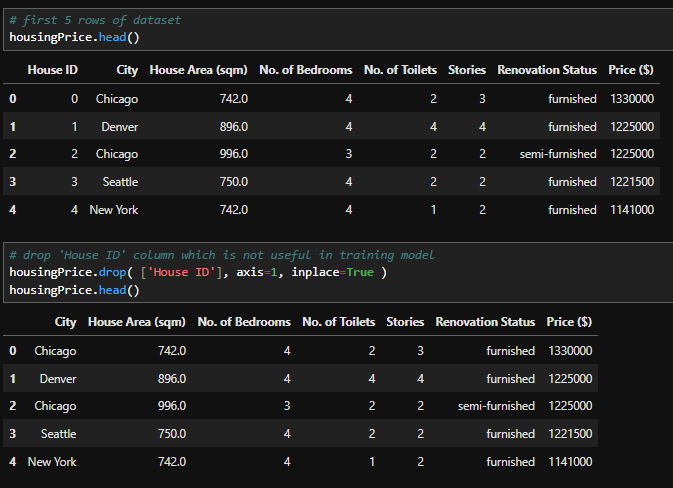 # first 5 rows of dataset
housingPrice.head()
House ID City House Area (sqm) No. of Bedrooms No. of Toilets Stories Renovation Status Price ($)
0 0 Chicago 742.0 4 2 3 furnished 1330000
1 1 Denver 896.0 4 4 4 furnished 1225000
2 2 Chicago 996.0 3 2 2 semi-furnished 1225000
3 3 Seattle 750.0 4 2 2 furnished 1221500
4 4 New York 742.0 4 1 2 furnished 1141000
# drop 'House ID' column which is not useful in training model
housingPrice.drop( ['House ID'], axis=1, inplace=True )
housingPrice.head()
City House Area (sqm) No. of Bedrooms No. of Toilets Stories Renovation Status Price ($)
0 Chicago 742.0 4 2 3 furnished 1330000
1 Denver 896.0 4 4 4 furnished 1225000
2 Chicago 996.0 3 2 2 semi-furnished 1225000
3 Seattle 750.0 4 2 2 furnished 1221500
4 New York 742.0 4 1 2 furnished 1141000